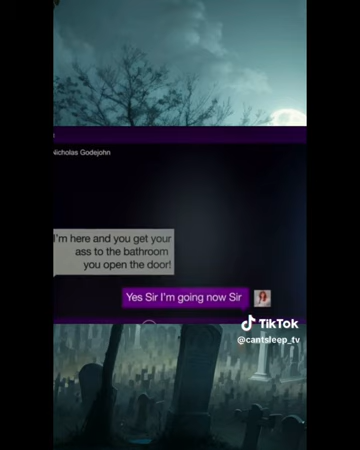 Nicholas Godejohn
I'm here and you get your
ass to the bathroom
you open the door!
Yes Sir I'm going now Sir
TikTok
@cantsleep_tv